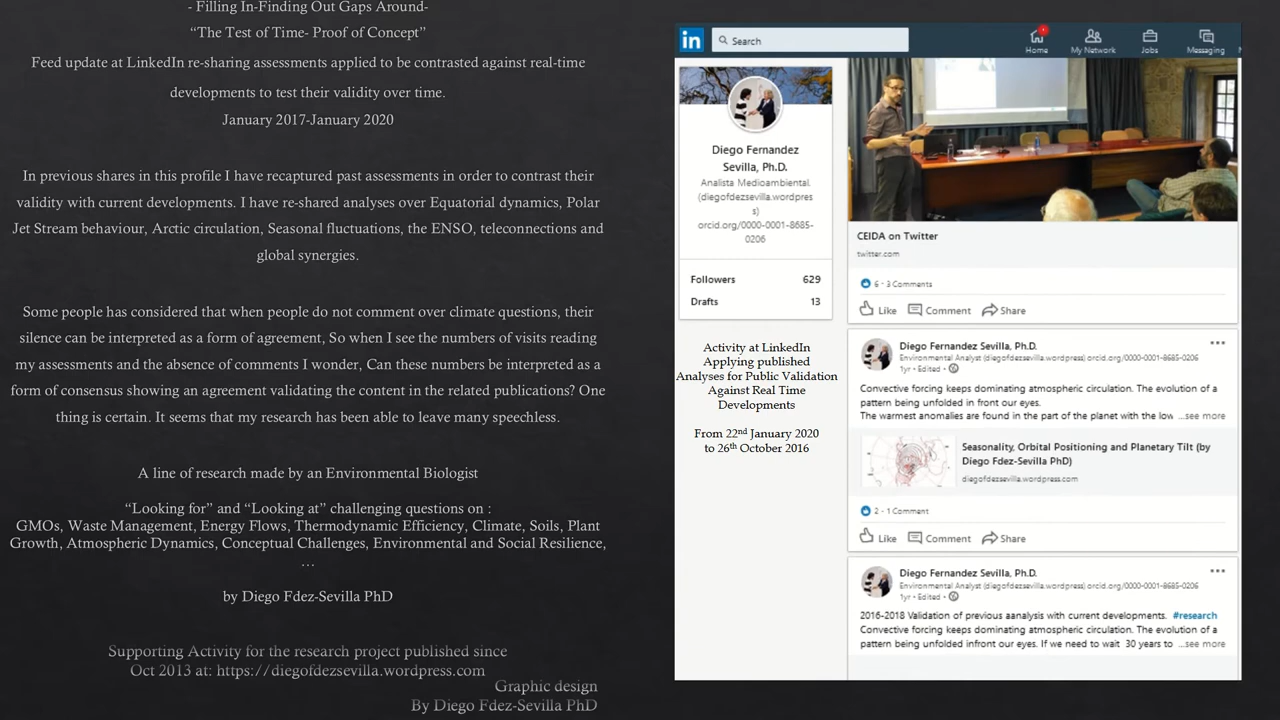 - Filling In-Finding Out Gaps Around-
“The Test of Time- Proof of Concept”
Feed update at LinkedIn re-sharing assessments applied to be contrasted against real-time
developments to test their validity over time.
January 2017-January 2020
In previous shares in this profile I have recaptured past assessments in order to contrast their
validity with current developments. I have re-shared analyses over Equatorial dynamics, Polar
Jet Stream behaviour, Arctic circulation, Seasonal fluctuations, the ENSO, teleconnections and
global synergies.
Some people has considered that when people do not comment over climate questions, their
silence can be interpreted as a form of agreement, So when I see the numbers of visits reading
my assessments and the absence of comments I wonder, Can these numbers be interpreted as a
form of consensus showing an agreement validating the content in the related publications? One
thing is certain. It seems that my research has been able to leave many speechless.
A line of research made by an Environmental Biologist
“Looking for” and “Looking at” challenging questions on :
GMOs, Waste Management, Energy Flows, Thermodynamic Efficiency, Climate, Soils, Plant
Growth, Atmospheric Dynamics, Conceptual Challenges, Environmental and Social Resilience,
…
by Diego Fdez-Sevilla PhD
Supporting Activity for the research project published since
Oct 2013 at: https://diegofdezsevilla.wordpress.com
Graphic design
By Diego Fdez-Sevilla PhD
in
Search
Home
My Network
Jobs
Messaging
Diego Fernandez
Sevilla, Ph.D.
Analista Medioambiental
(diegofdezsevilla.wordpres
s)
orcid.org/0000-0001-8685-
0206
Followers 629
Drafts 13
Activity at LinkedIn
Applying published
Analyses for Public Validation
Against Real Time
Developments
From 22nd January 2020
to 26th October 2016
CEIDA on Twitter
twitter.com
6 · 3 Comments
Like Comment Share
Diego Fernandez Sevilla, Ph.D.
Environmental Analyst (diegofdezsevilla.wordpress) orcid.org/0000-0001-8685-0206
1yr • Edited •
Convective forcing keeps dominating atmospheric circulation. The evolution of a
pattern being unfolded in front our eyes.
The warmest anomalies are found in the part of the planet with the low ...see more
Seasonality, Orbital Positioning and Planetary Tilt (by
Diego Fdez-Sevilla PhD)
diegofdezsevilla.wordpress.com
2 · 1 Comment
Like Comment Share
Diego Fernandez Sevilla, Ph.D.
Environmental Analyst (diegofdezsevilla.wordpress) orcid.org/0000-0001-8685-0206
1yr • Edited •
2016-2018 Validation of previous aanalysis with current developments. #research
Convective forcing keeps dominating atmospheric circulation. The evolution of a
pattern being unfolded infront our eyes. If we need to wait 30 years to ...see more